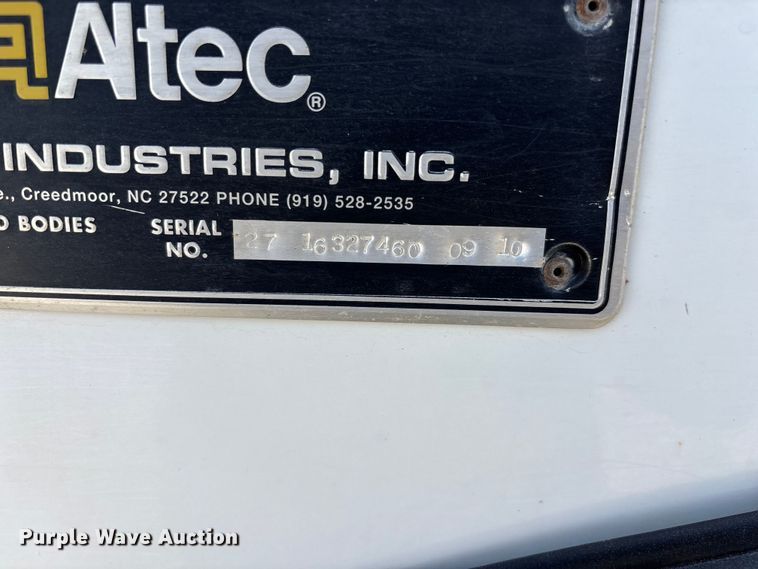 Altec®
INDUSTRIES, INC.
Creedmoor, NC 27522 PHONE (919) 528-2535
BODIES SERIAL NO. 27 16327460 09 10
Purple Wave Auction